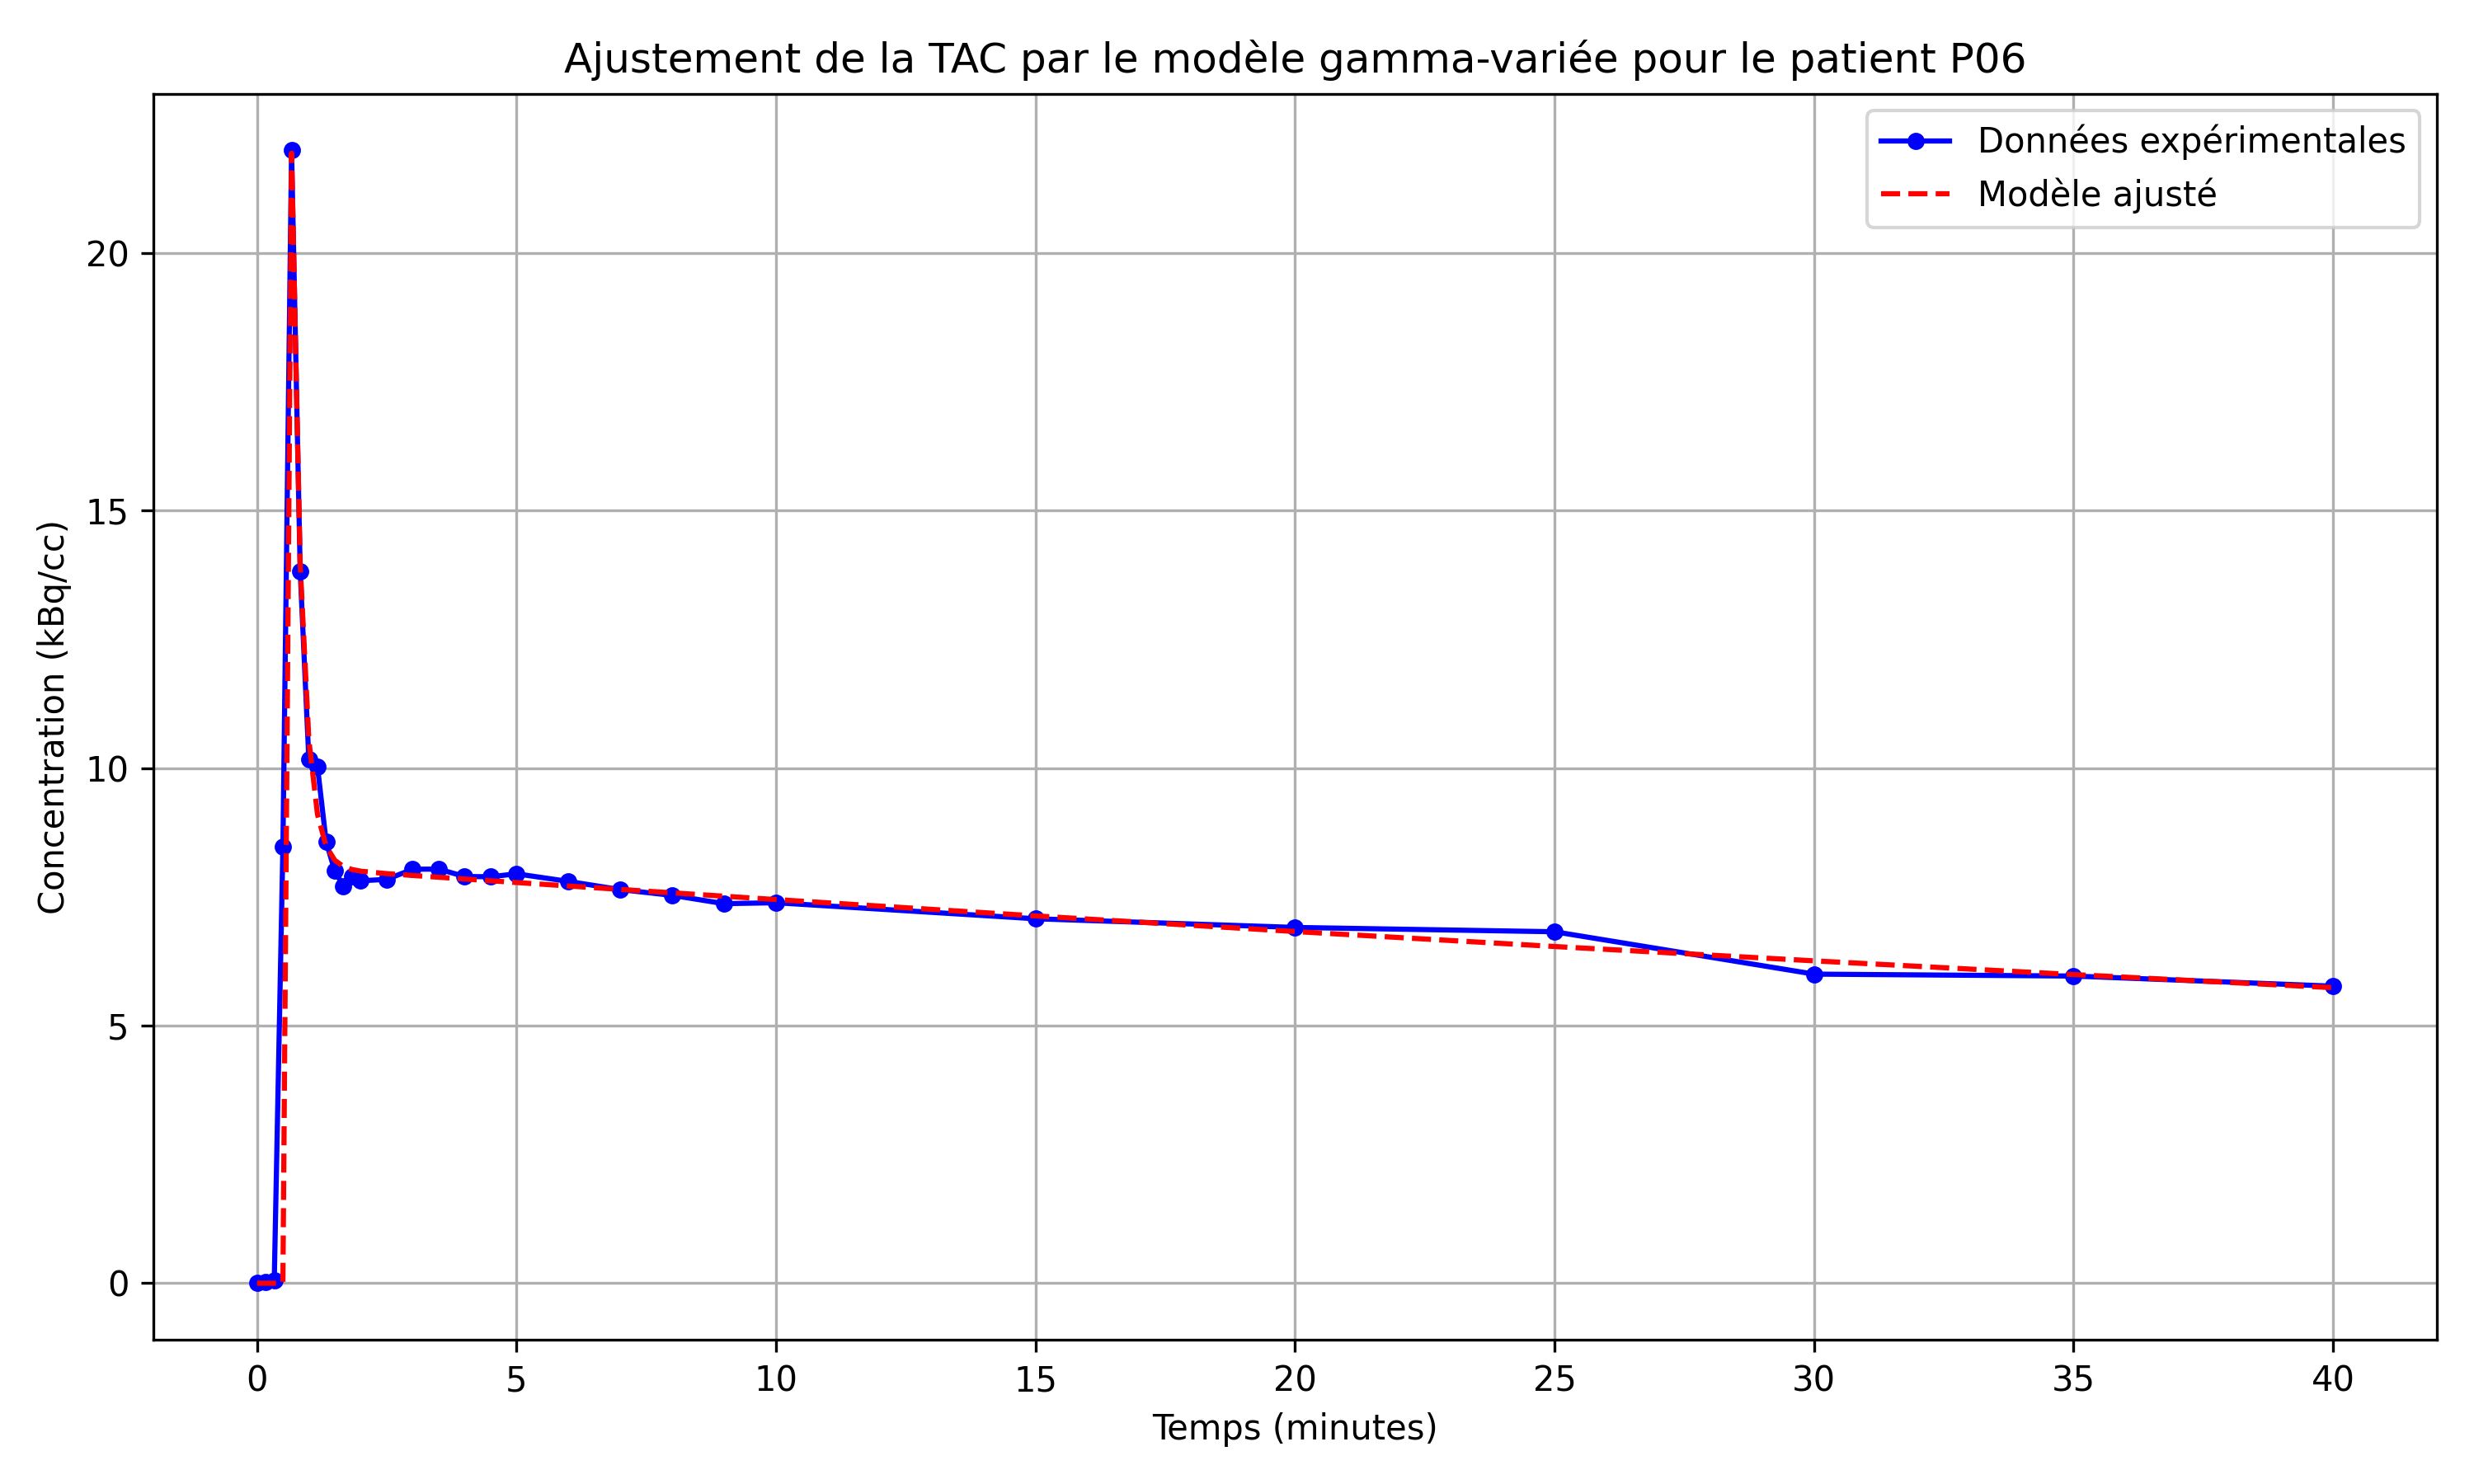 Ajustement de la TAC par le modèle gamma-variée pour le patient P06
Données expérimentales
Modèle ajusté
Concentration (kBq/cc)
20
15
10
5
0
0 5 10 15 20 25 30 35 40
Temps (minutes)